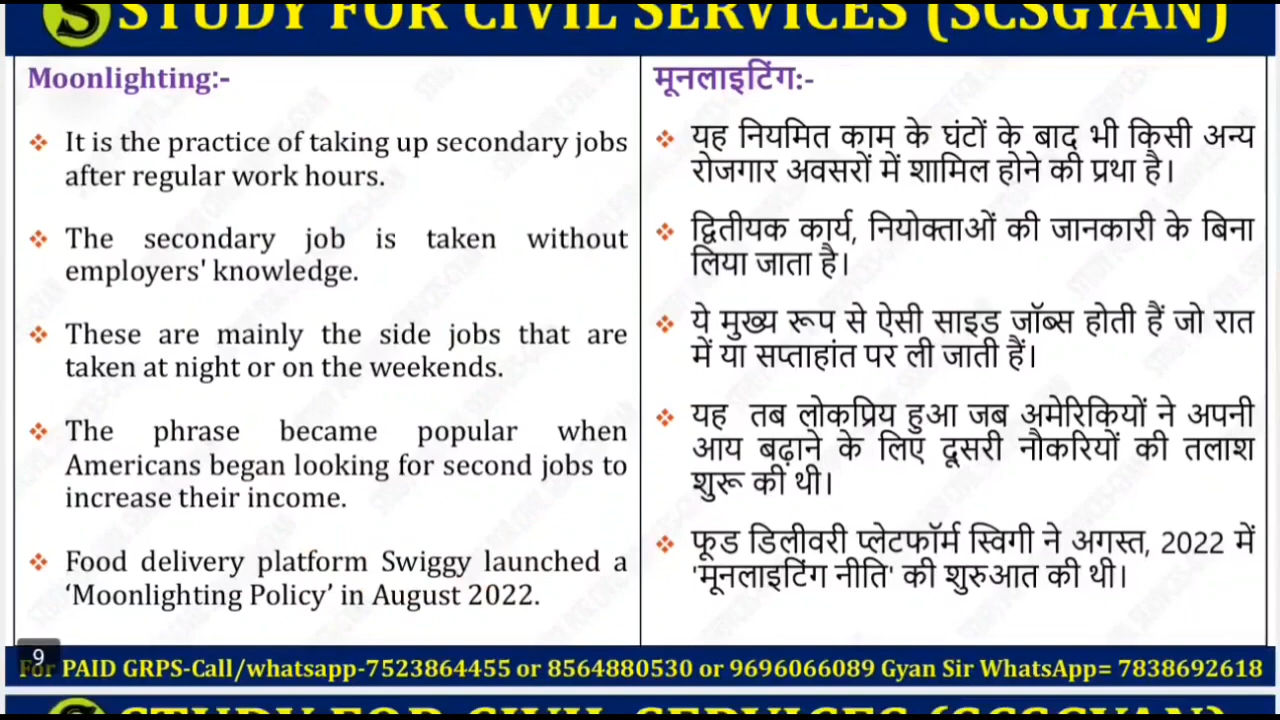 STUDY FOR CIVIL SERVICES (SCSGYAN)
Moonlighting:-
❖ It is the practice of taking up secondary jobs
after regular work hours.
❖ The secondary job is taken without
employers' knowledge.
❖ These are mainly the side jobs that are
taken at night or on the weekends.
❖ The phrase became popular when
Americans began looking for second jobs to
increase their income.
❖ Food delivery platform Swiggy launched a
‘Moonlighting Policy’ in August 2022.
मूनलाइटिंग:-
❖ यह नियमित काम के घंटों के बाद भी किसी अन्य
रोजगार अवसरों में शामिल होने की प्रथा है।
❖ द्वितीयक कार्य, नियोक्ताओं की जानकारी के बिना
लिया जाता है।
❖ ये मुख्य रूप से ऐसी साइड जॉब्स होती हैं जो रात
में या सप्ताहांत पर ली जाती हैं।
❖ यह तब लोकप्रिय हुआ जब अमेरिकियों ने अपनी
आय बढ़ाने के लिए दूसरी नौकरियों की तलाश
शुरू की थी।
❖ फूड डिलीवरी प्लेटफॉर्म स्विगी ने अगस्त, 2022 में
'मूनलाइटिंग नीति' की शुरुआत की थी।
9
For PAID GRPS-Call/whatsapp-7523864455 or 8564880530 or 9696066089 Gyan Sir WhatsApp= 7838692618
STUDY FOR CIVIL SERVICES (SCSGYAN)